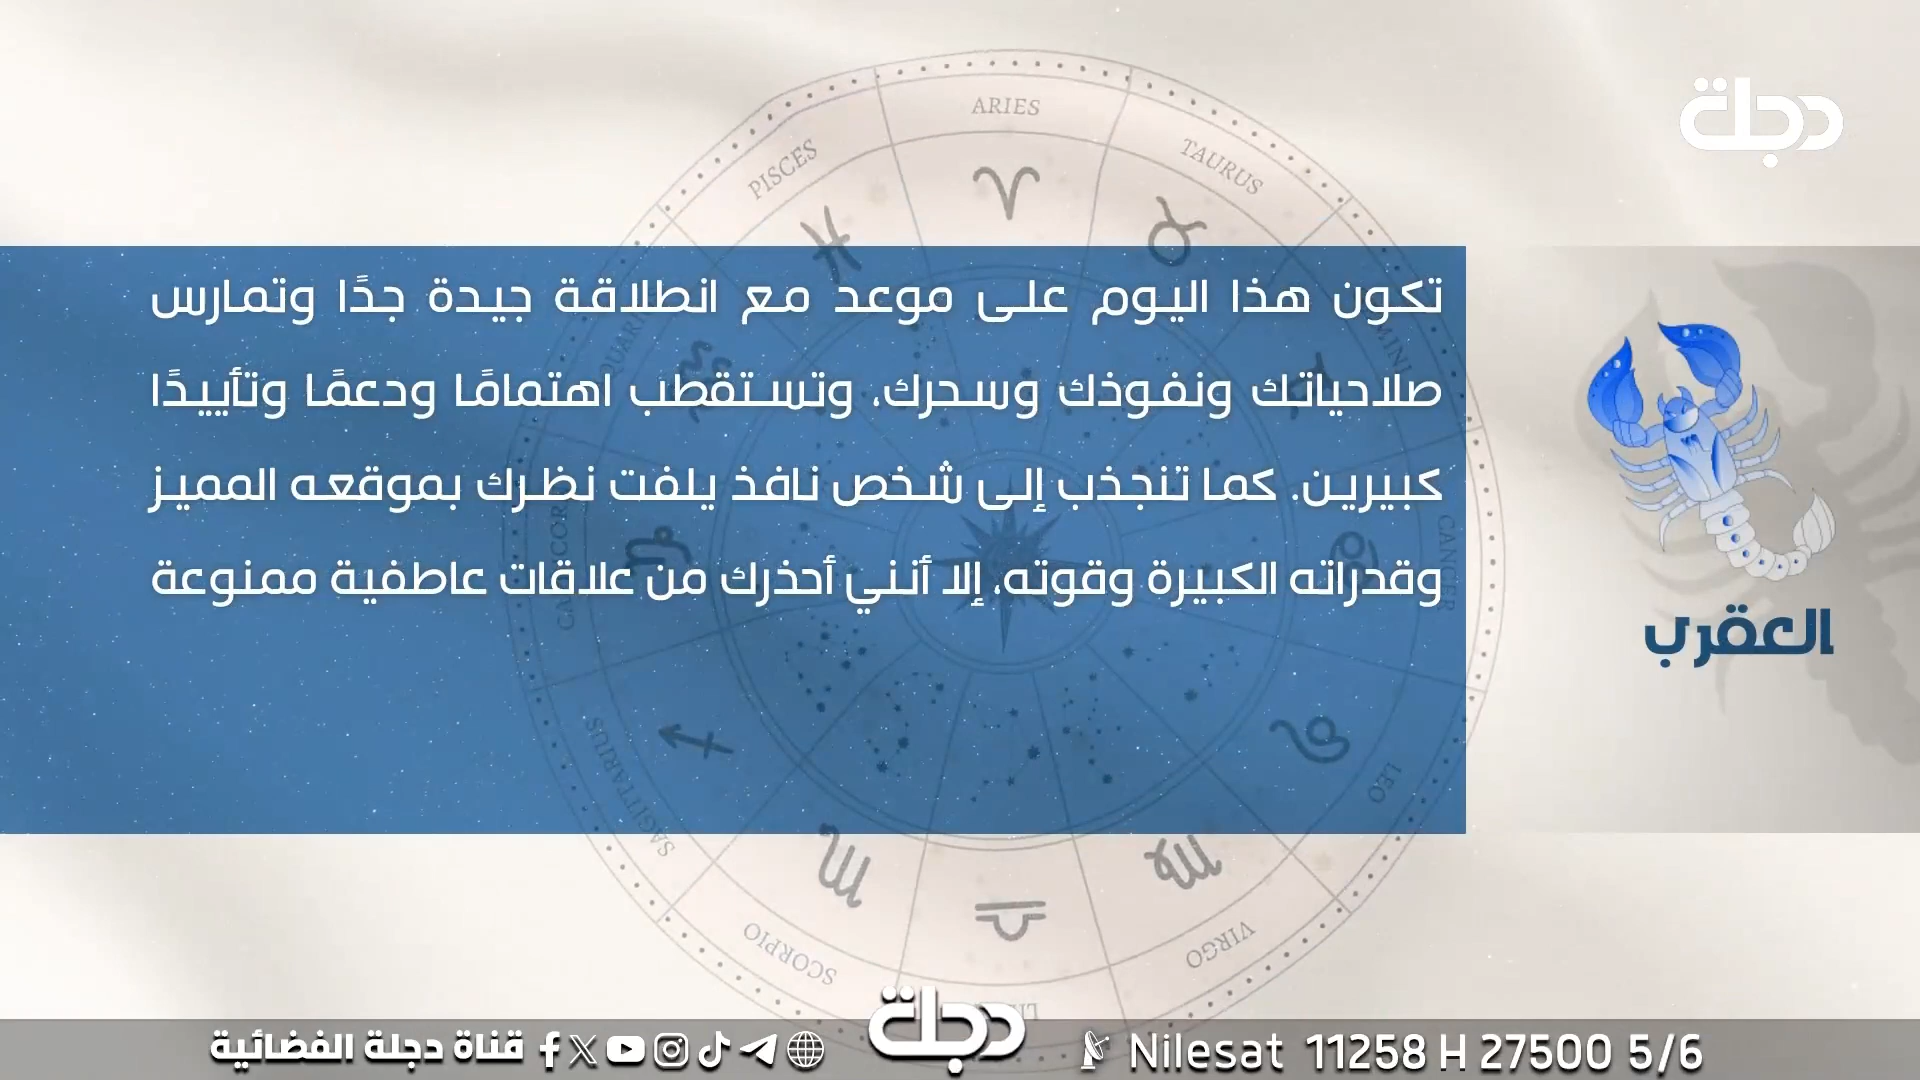 دجلة
ARIES
TAURUS
PISCES
تكون هذا اليوم على موعد مع انطلاقة جيدة جدًا وتمارس
صلاحياتك ونفوذك وسحرك، وتستقطب اهتمامًا ودعمًا وتأييدًا
كبيرين. كما تنجذب إلى شخص نافذ يلفت نظرك بموقعه المميز
وقدراته الكبيرة وقوته، إلا أنني أحذرك من علاقات عاطفية ممنوعة
العقرب
CANCER
LEO
SAGITTARIUS
VIRGO
SCORPIO
قناة دجلة الفضائية
دجلة
Nilesat 11258 H 27500 5/6